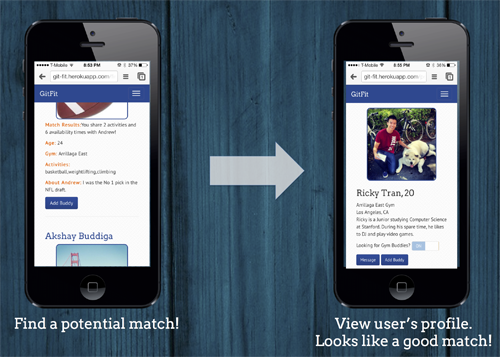 T-Mobile 8:53 PM 37%
git-fit.herokuapp.com
GitFit
Match Results:You share 2 activities and
& availability times with Andrew!
Age: 24
Gym: Arrillaga East
Activities:
basketball,weightlifting,climbing
About Andrew: I was the No 1 pick in the
NFL draft.
Add Buddy
Akshay Buddiga
Find a potential match!
T-Mobile 8:55 PM 36%
git-fit.herokuapp.com
GitFit
Ricky Tran, 20
Arrillaga East Gym
Los Angeles, CA
Ricky is a Junior studying Computer Science
at Stanford. During his spare time, he likes
to DJ and play video games.
Looking for Gym Buddies?
Message Add Buddy
View user's profile.
Looks like a good match!